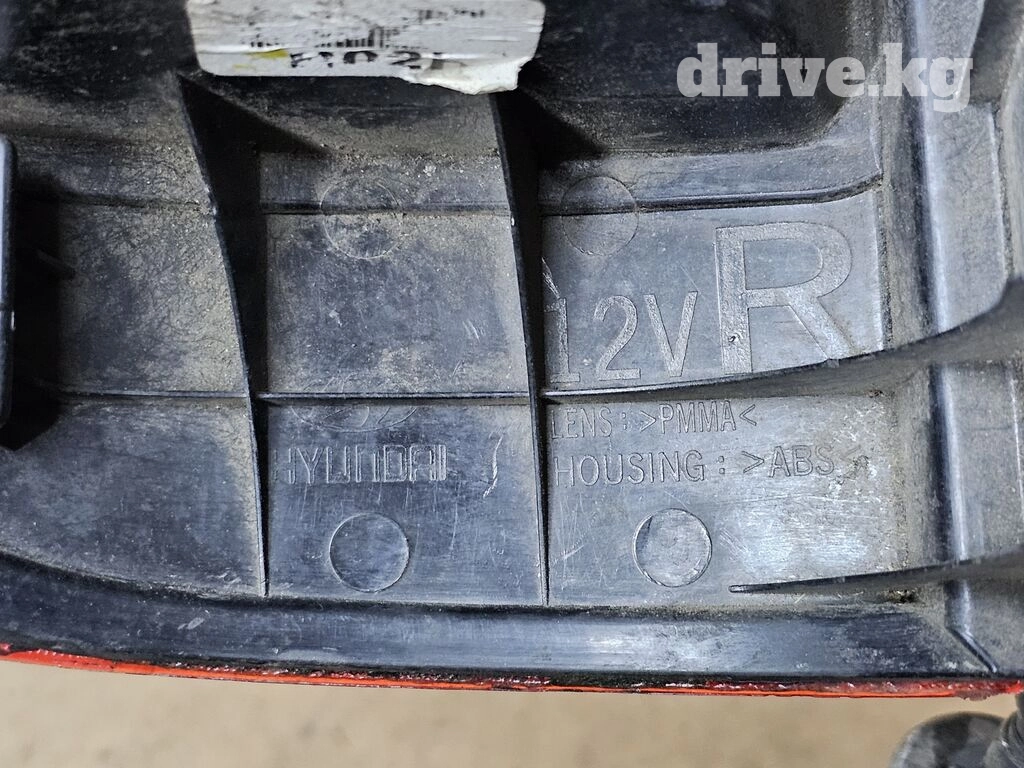 drive.kg
12V R
LENS : >PMMA<
HYUNDAI
HOUSING : >ABS<